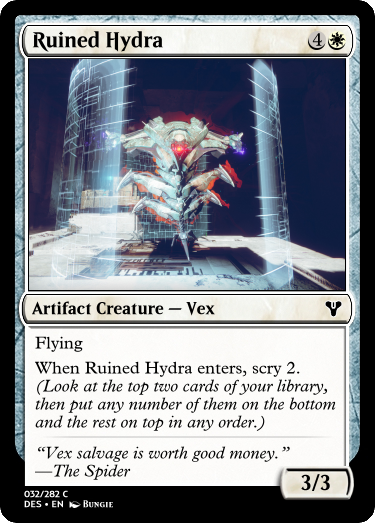 Ruined Hydra 4
Artifact Creature — Vex
Flying
When Ruined Hydra enters, scry 2.
(Look at the top two cards of your library,
then put any number of them on the bottom
and the rest on top in any order.)
“Vex salvage is worth good money.”
—The Spider
3/3
032/282 C
DES • EN Bungie